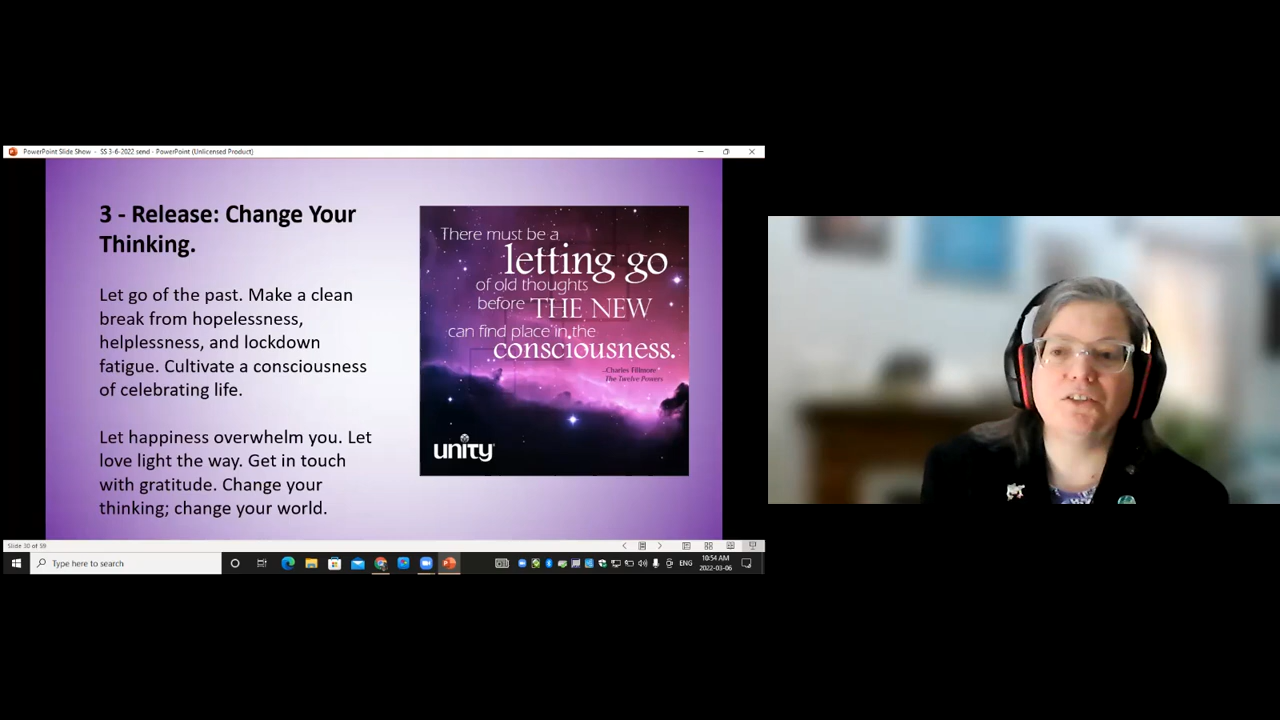 PowerPoint Slide Show - SS 3-6-2022 send - PowerPoint (Unlicensed Product)
3 - Release: Change Your
Thinking.
Let go of the past. Make a clean
break from hopelessness,
helplessness, and lockdown
fatigue. Cultivate a consciousness
of celebrating life.
Let happiness overwhelm you. Let
love light the way. Get in touch
with gratitude. Change your
thinking; change your world.
There must be a
letting go
of old thoughts
before THE NEW
can find place in the
consciousness.
–Charles Fillmore
The Twelve Powers
unity
Slide 30 of 59
Type here to search
ENG
10:54 AM
2022-03-06